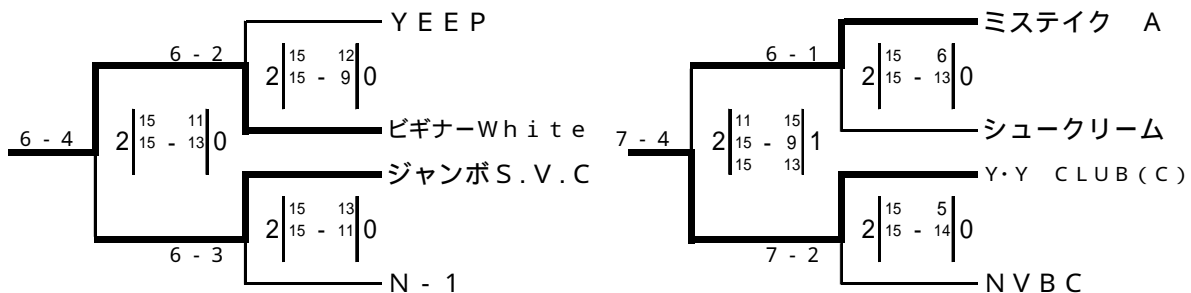 YEEP
6-2
2 15 - 12 0
15 - 9
ビギナーWhite
6-4
2 15 - 11 0
15 - 13
ジャンボS.V.C
2 15 - 13 0
15 - 11
6-3
N-1
ミステイク A
6-1
2 15 - 6 0
15 - 13
シュークリーム
7-4
2 11 - 15 1
15 - 9
15 - 13
Y・Y CLUB(C)
2 15 - 5 0
15 - 14
7-2
NVBC